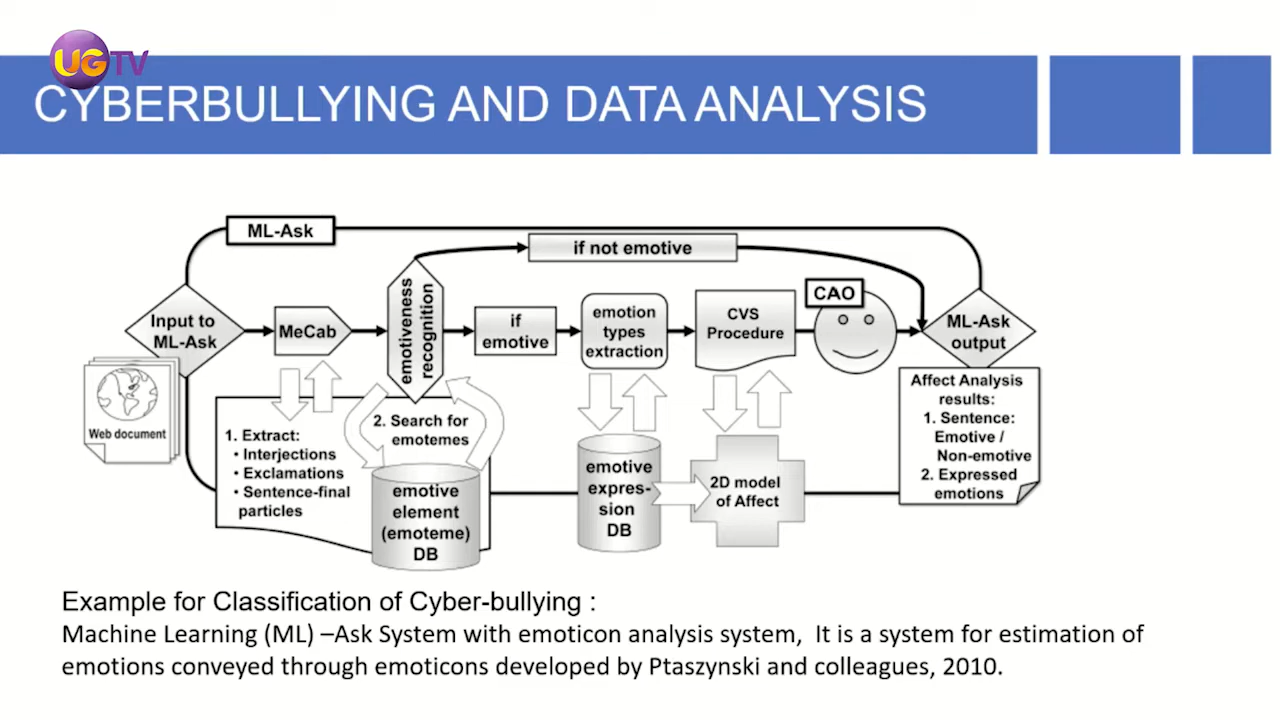 UGTV
CYBERBULLYING AND DATA ANALYSIS
ML-Ask
if not emotive
Input to
ML-Ask
MeCab
emotiveness
recognition
if
emotive
emotion
types
extraction
CVS
Procedure
CAO
ML-Ask
output
Web document
1. Extract:
• Interjections
• Exclamations
• Sentence-final
particles
2. Search for
emotemes
emotive
element
(emoteme)
DB
emotive
expres-
sion
DB
2D model
of Affect
Affect Analysis
results:
1. Sentence:
Emotive /
Non-emotive
2. Expressed
emotions
Example for Classification of Cyber-bullying :
Machine Learning (ML) –Ask System with emoticon analysis system,  It is a system for estimation of
emotions conveyed through emoticons developed by Ptaszynski and colleagues, 2010.